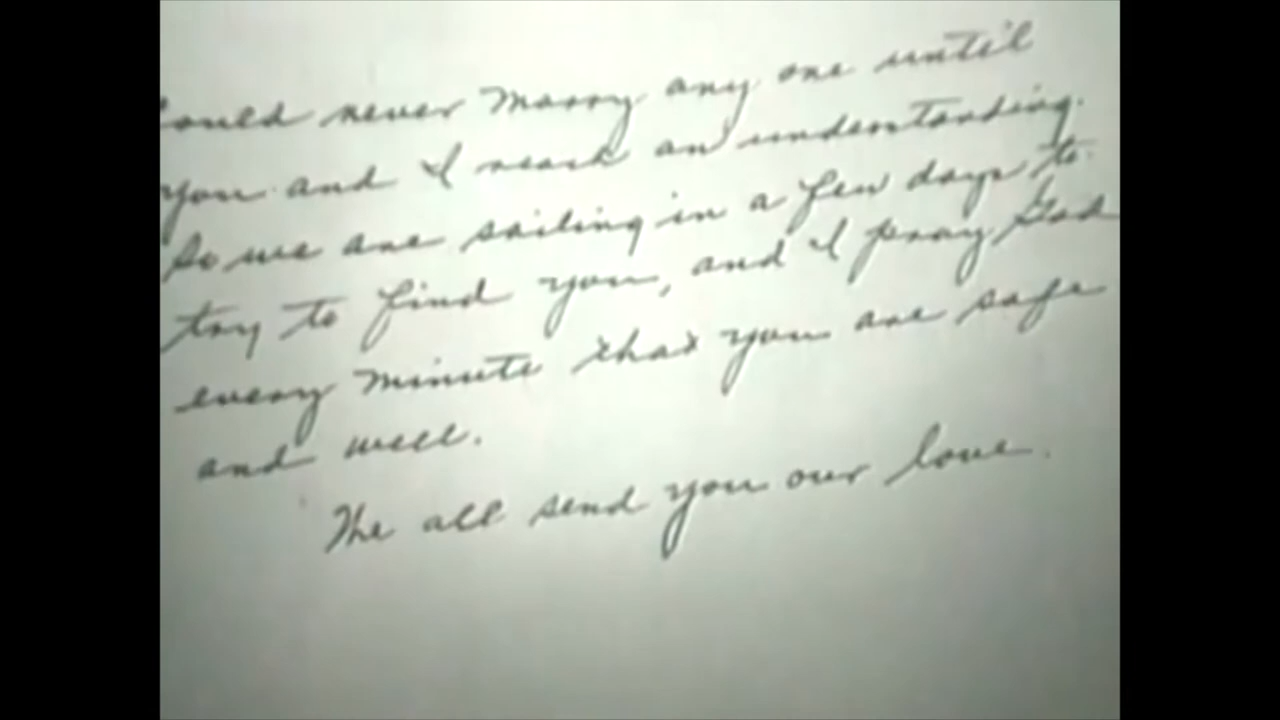 could never marry any one until
you and I reach an understanding.
So we are sailing in a few days to
try to find you, and I pray God
every minute that you are safe
and well.
We all send you our love.